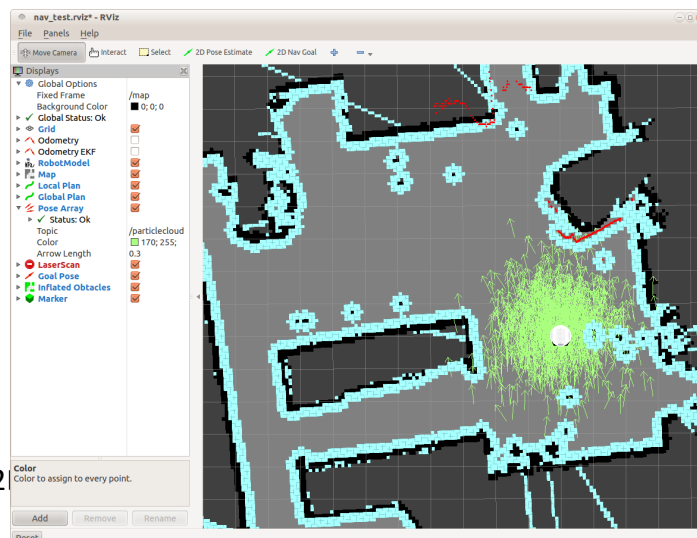 nav_test.rviz* - RViz
File Panels Help
Move Camera Interact Select 2D Pose Estimate 2D Nav Goal
Displays
Global Options
Fixed Frame /map
Background Color 0; 0; 0
Global Status: Ok
Grid
Odometry
Odometry EKF
RobotModel
Map
Local Plan
Global Plan
Pose Array
Status: Ok
Topic /particlecloud
Color 170; 255;
Arrow Length 0.3
LaserScan
Goal Pose
Inflated Obtacles
Marker
Color
Color to assign to every point.
2
Add Remove Rename
Reset